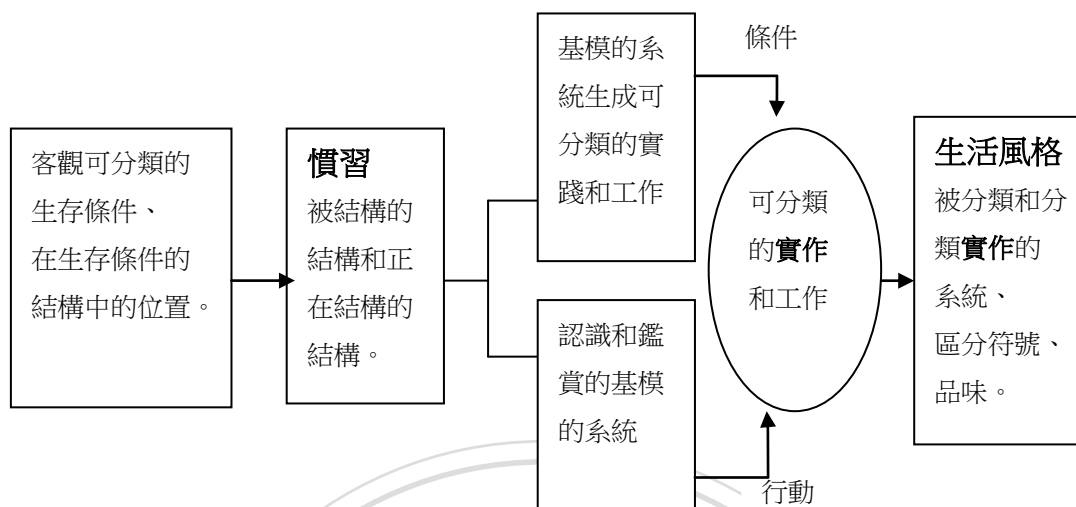 客觀可分類的
生存條件、
在生存條件的
結構中的位置。
慣習
被結構的
結構和正
在結構的
結構。
基模的系
統生成可
分類的實
踐和工作
認識和鑑
賞的基模
的系統
條件
可分類
的實作
和工作
行動
生活風格
被分類和分
類實作的
系統、
區分符號、
品味。